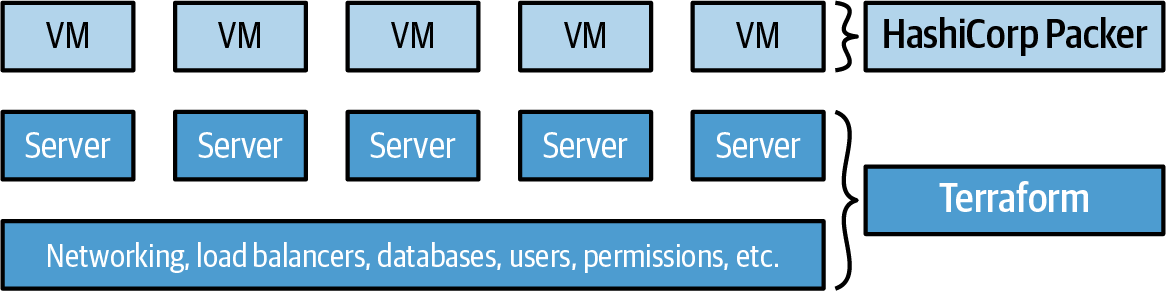 VM VM VM VM VM HashiCorp Packer
Server Server Server Server Server
Terraform
Networking, load balancers, databases, users, permissions, etc.